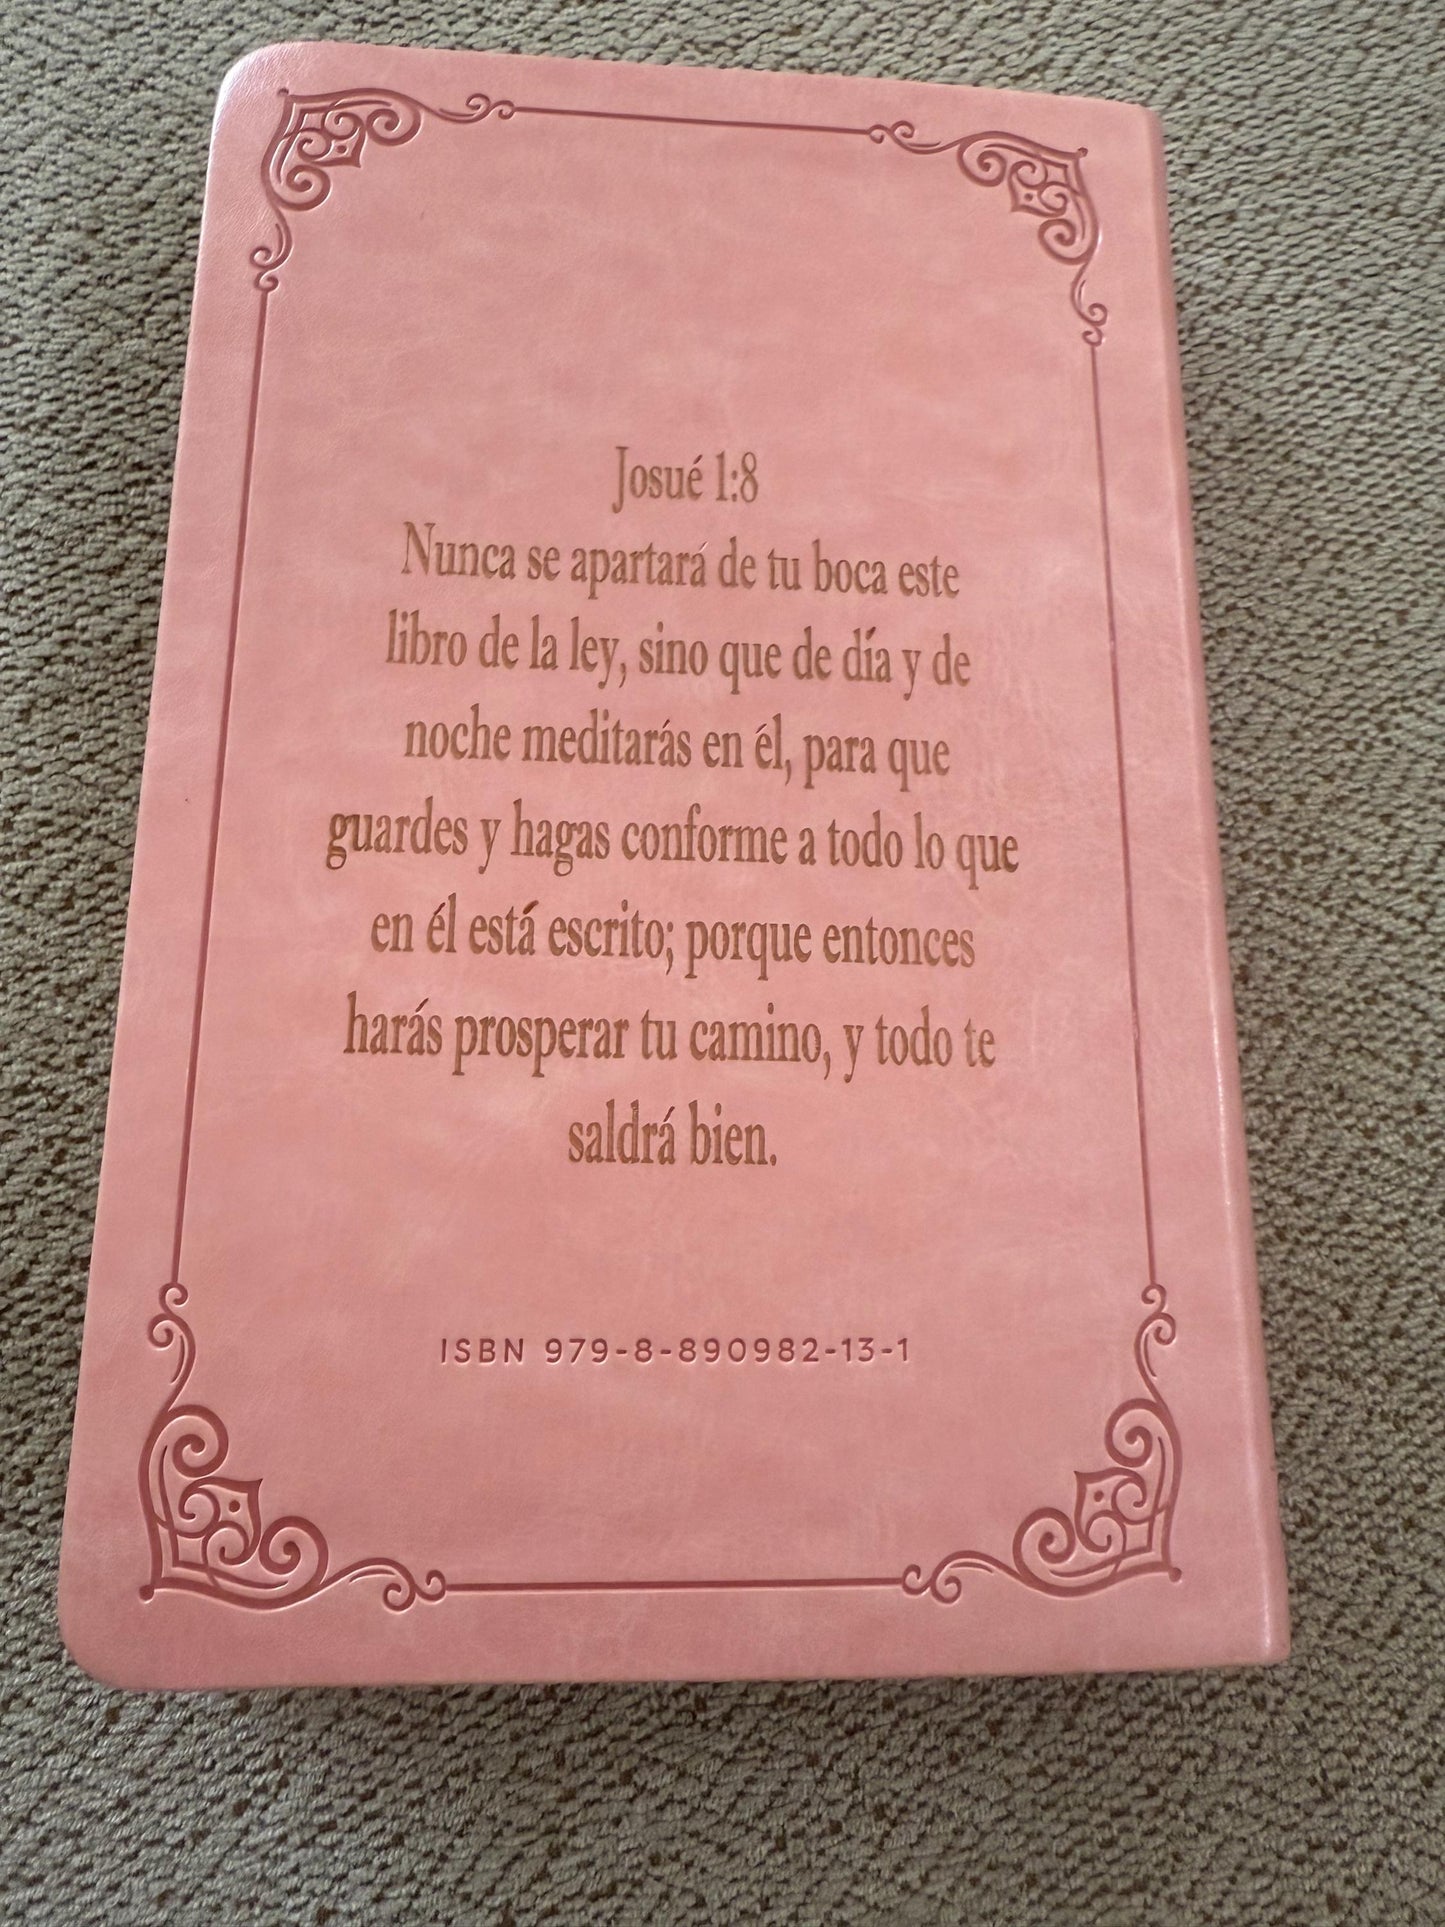 Josué 1:8
Nunca se apartará de tu boca este
libro de la ley, sino que de día y de
noche meditarás en él, para que
guardes y hagas conforme a todo lo que
en él está escrito; porque entonces
harás prosperar tu camino, y todo te
saldrá bien.
ISBN 979-8-890982-13-1